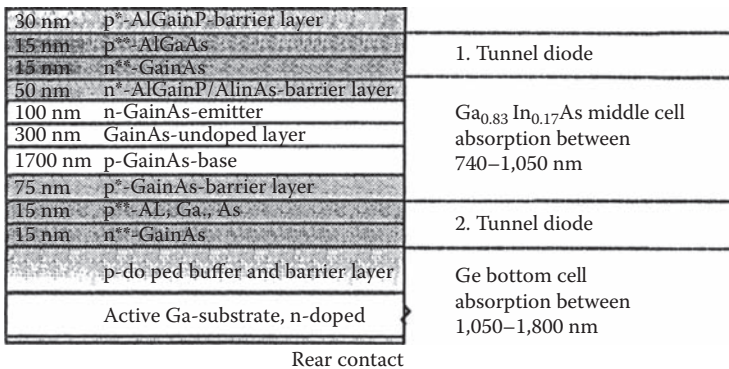 30 nm p*-AlGaInP-barrier layer
15 nm p**-AlGaAs
15 nm n**-GainAs
50 nm n*-AlGaInP/AlinAs-barrier layer
100 nm n-GainAs-emitter
300 nm GainAs-undoped layer
1700 nm p-GainAs-base
75 nm p*-GainAs-barrier layer
15 nm p**-AL; Ga., As
15 nm n**-GainAs
p-do ped buffer and barrier layer
Active Ga-substrate, n-doped
Rear contact
1. Tunnel diode
Ga0.83 In0.17As middle cell
absorption between
740–1,050 nm
2. Tunnel diode
Ge bottom cell
absorption between
1,050–1,800 nm